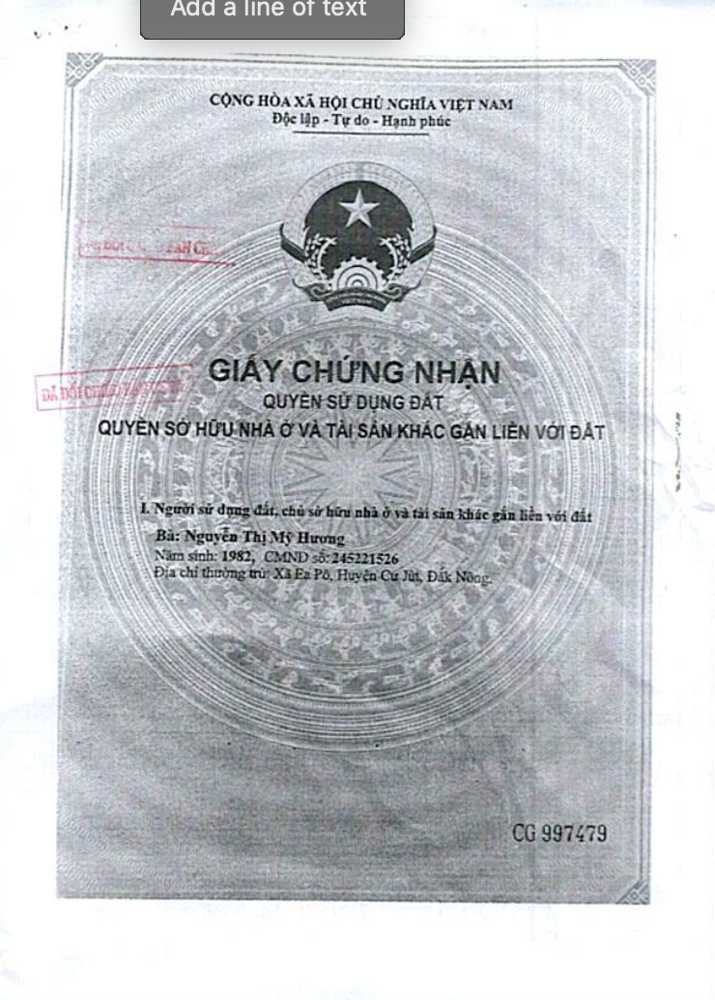 Add a line of text
CỘNG HÒA XÃ HỘI CHỦ NGHĨA VIỆT NAM
Độc lập - Tự do - Hạnh phúc
GIẤY CHỨNG NHẬN
QUYỀN SỬ DỤNG ĐẤT
QUYỀN SỞ HỮU NHÀ Ở VÀ TÀI SẢN KHÁC GẮN LIỀN VỚI ĐẤT
ĐÃ ĐỐI CHIẾU
I. Người sử dụng đất, chủ sở hữu nhà ở và tài sản khác gắn liền với đất
Bà: Nguyễn Thị Mỹ Hương
Năm sinh: 1982, CMND số: 245221526
Địa chỉ thường trú: Xã Ea Pô, Huyện Cư Jút, Đắk Nông.
CG 997479